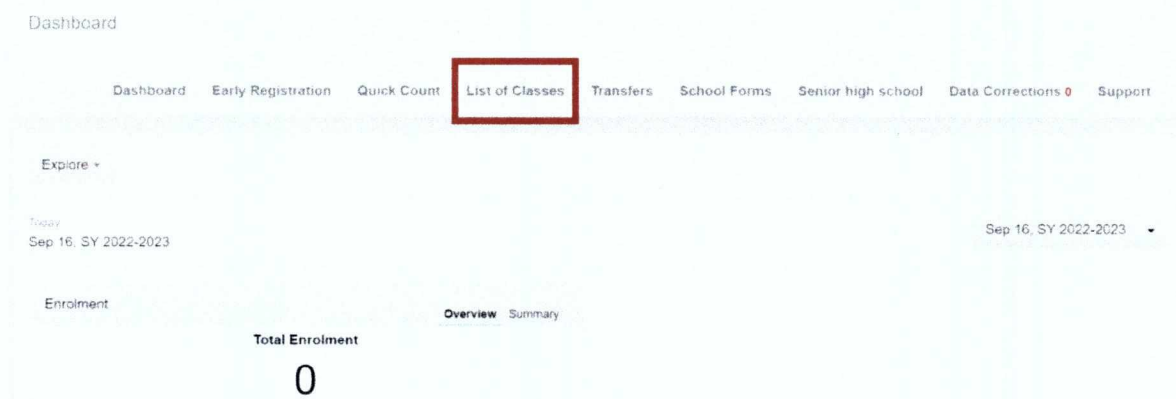 Dashboard
Dashboard Early Registration Quick Count List of Classes Transfers School Forms Senior high school Data Corrections 0 Support
Explore
Today
Sep 16, SY 2022-2023
Sep 16, SY 2022-2023
Enrolment
Overview Summary
Total Enrolment
0